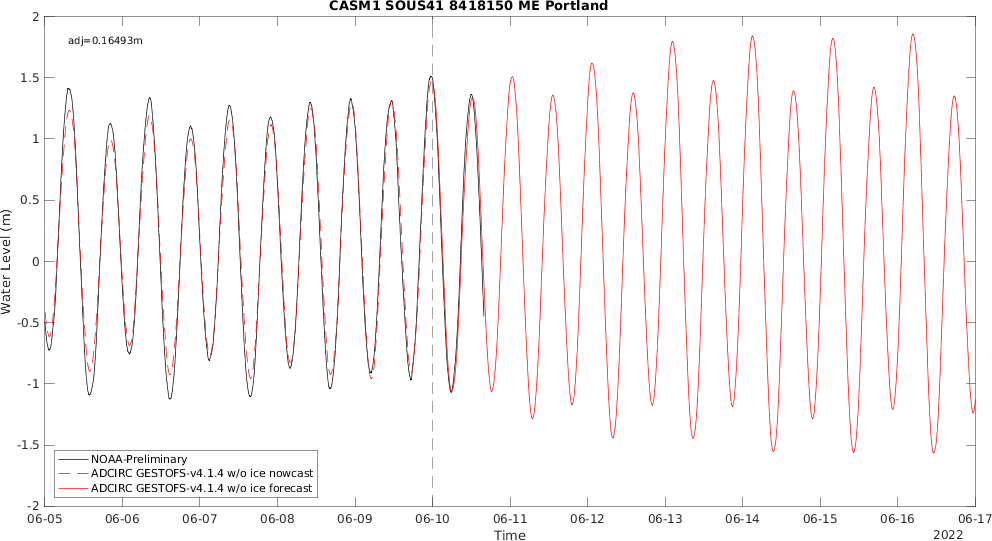 CASM1 SOUS41 8418150 ME Portland
adj=0.16493m
2
1.5
1
0.5
0
-0.5
-1
-1.5
-2
Water Level (m)
NOAA-Preliminary
ADCIRC GESTOFS-v4.1.4 w/o ice nowcast
ADCIRC GESTOFS-v4.1.4 w/o ice forecast
06-05 06-06 06-07 06-08 06-09 06-10 06-11 06-12 06-13 06-14 06-15 06-16 06-17
Time
2022